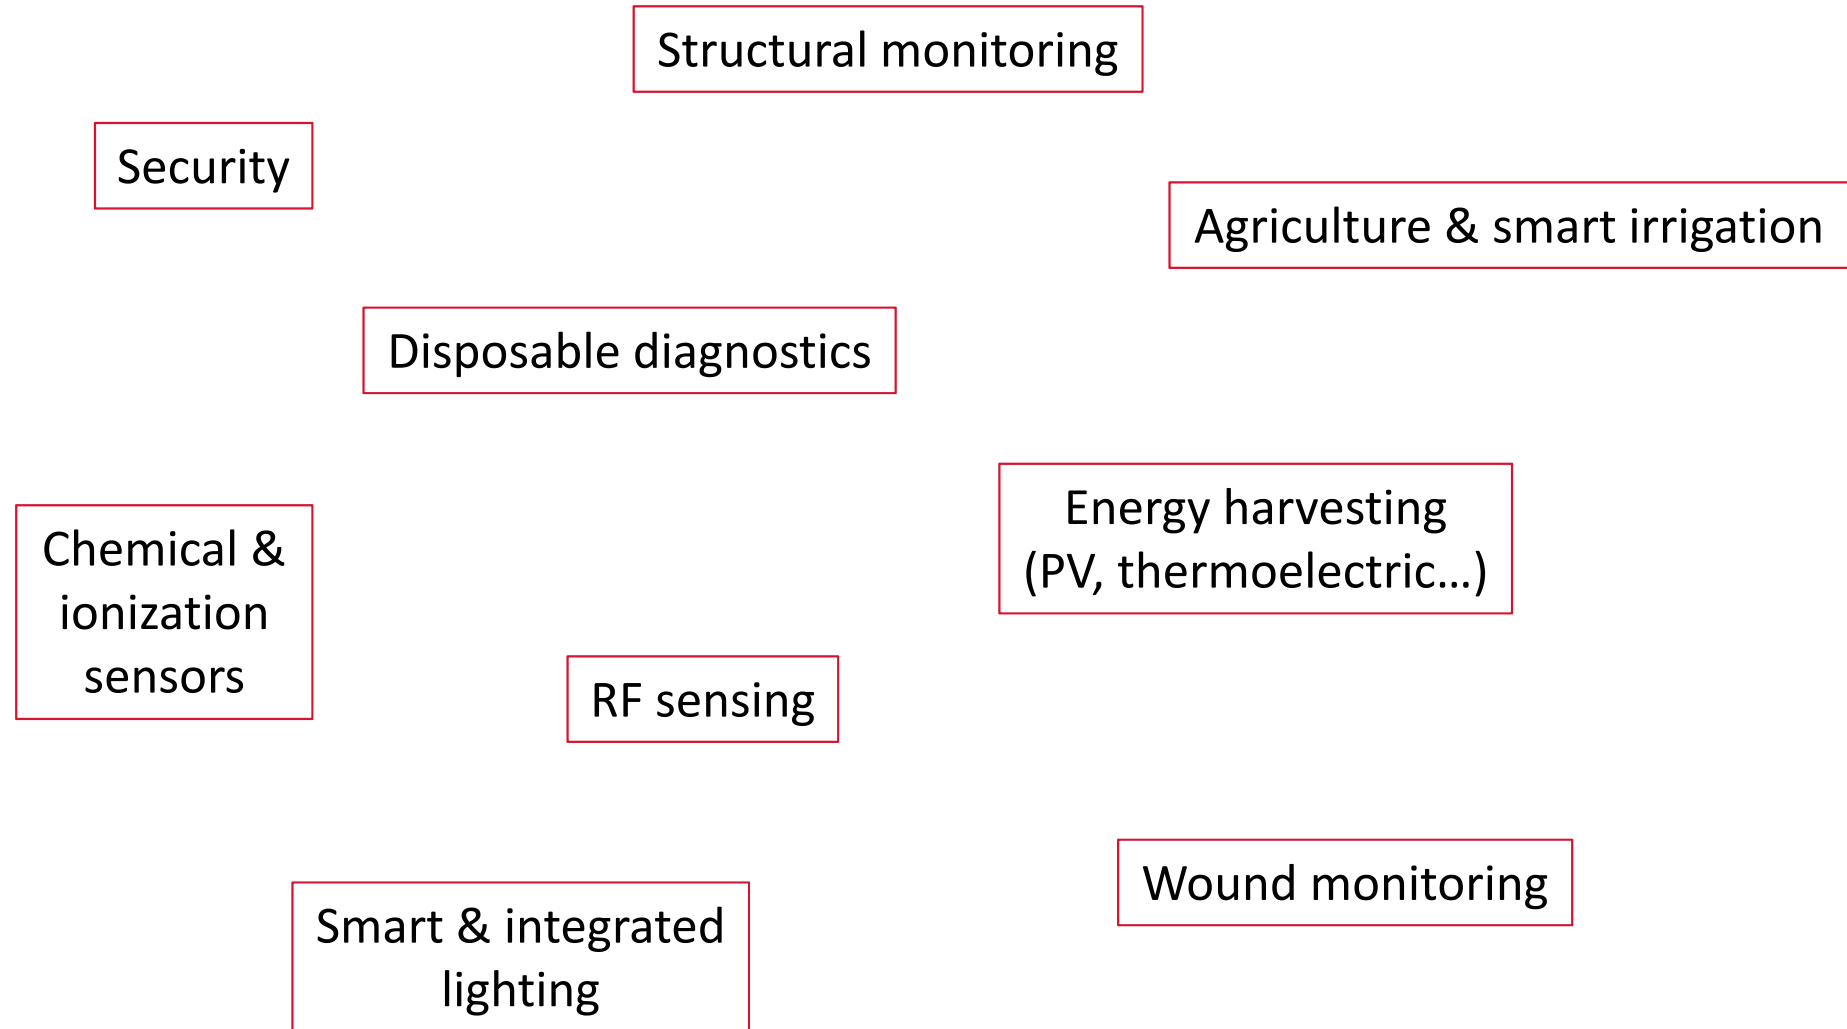 Structural monitoring
Security
Agriculture & smart irrigation
Disposable diagnostics
Energy harvesting
(PV, thermoelectric…)
Chemical &
ionization
sensors
RF sensing
Wound monitoring
Smart & integrated
lighting